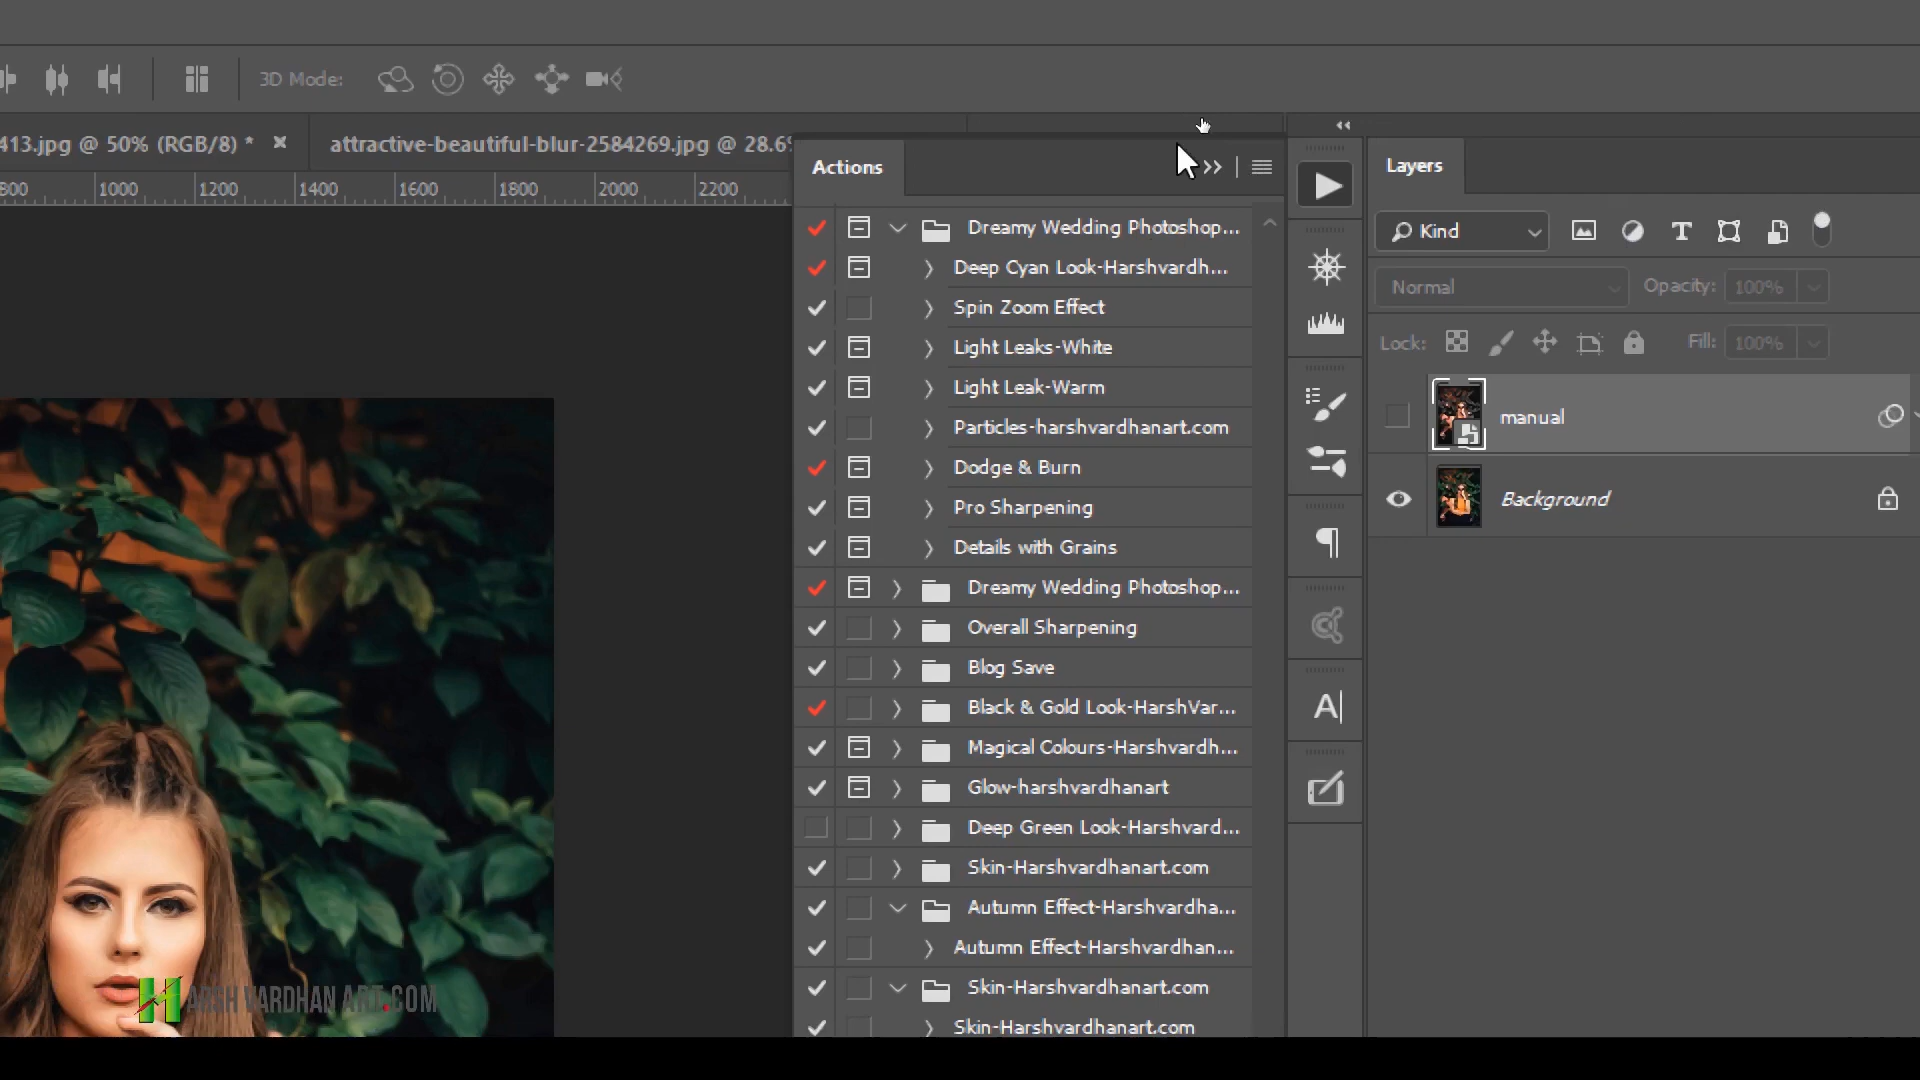 3D Mode:
413.jpg @ 50% (RGB/8) *
attractive-beautiful-blur-2584269.jpg @ 28.6%
800 1000 1200 1400 1600 1800 2000 2200
Actions
Dreamy Wedding Photoshop...
Deep Cyan Look-Harshvardh...
Spin Zoom Effect
Light Leaks-White
Light Leak-Warm
Particles-harshvardhanart.com
Dodge & Burn
Pro Sharpening
Details with Grains
Dreamy Wedding Photoshop...
Overall Sharpening
Blog Save
Black & Gold Look-HarshVar...
Magical Colours-Harshvardh...
Glow-harshvardhanart
Deep Green Look-Harshvard...
Skin-Harshvardhanart.com
Autumn Effect-Harshvardha...
Autumn Effect-Harshvardhan...
Skin-Harshvardhanart.com
Skin-Harshvardhanart.com
Layers
Kind
Normal
Opacity: 100%
Lock:
Fill: 100%
manual
Background
HARSH VARDHAN ART.COM